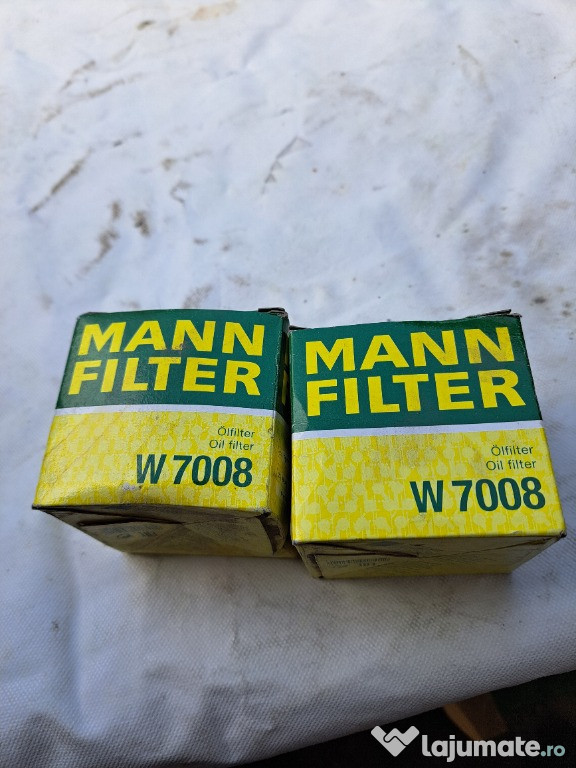 MANN
FILTER
Ölfilter
Oil filter
W 7008
MANN
FILTER
Ölfilter
Oil filter
W 7008
lajumate.ro